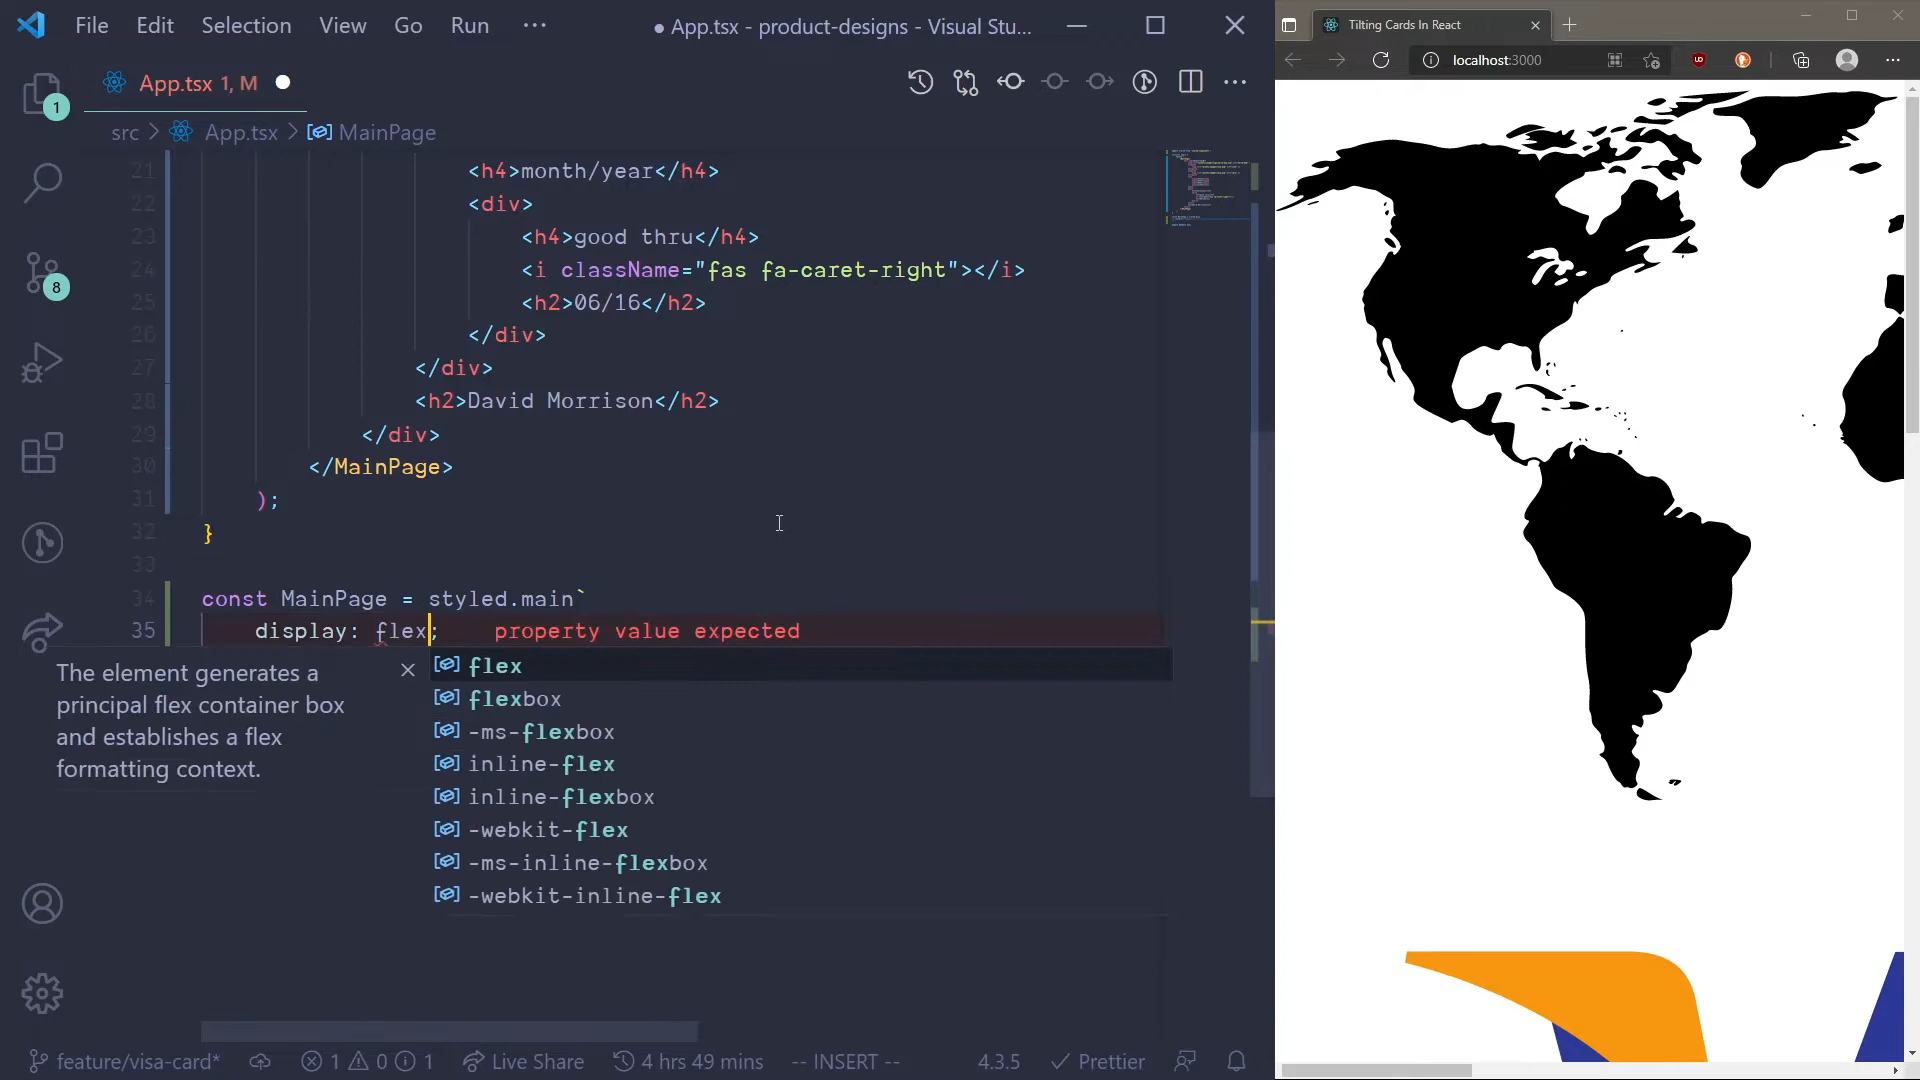 File Edit Selection View Go Run ··· ● App.tsx - product-designs - Visual Stu...
App.tsx 1, M
src > App.tsx > MainPage
21 <h4>month/year</h4>
22 <div>
23 <h4>good thru</h4>
24 <i className="fas fa-caret-right"></i>
25 <h2>06/16</h2>
26 </div>
27 </div>
28 <h2>David Morrison</h2>
29 </div>
30 </MainPage>
31 );
32 }
33
34 const MainPage = styled.main`
35 display: flex; property value expected
The element generates a
principal flex container box
and establishes a flex
formatting context.
flex
flexbox
-ms-flexbox
inline-flex
inline-flexbox
-webkit-flex
-ms-inline-flexbox
-webkit-inline-flex
1
8
feature/visa-card* 1 0 1 Live Share 4 hrs 49 mins -- INSERT -- 4.3.5 Prettier
Tilting Cards In React
localhost:3000